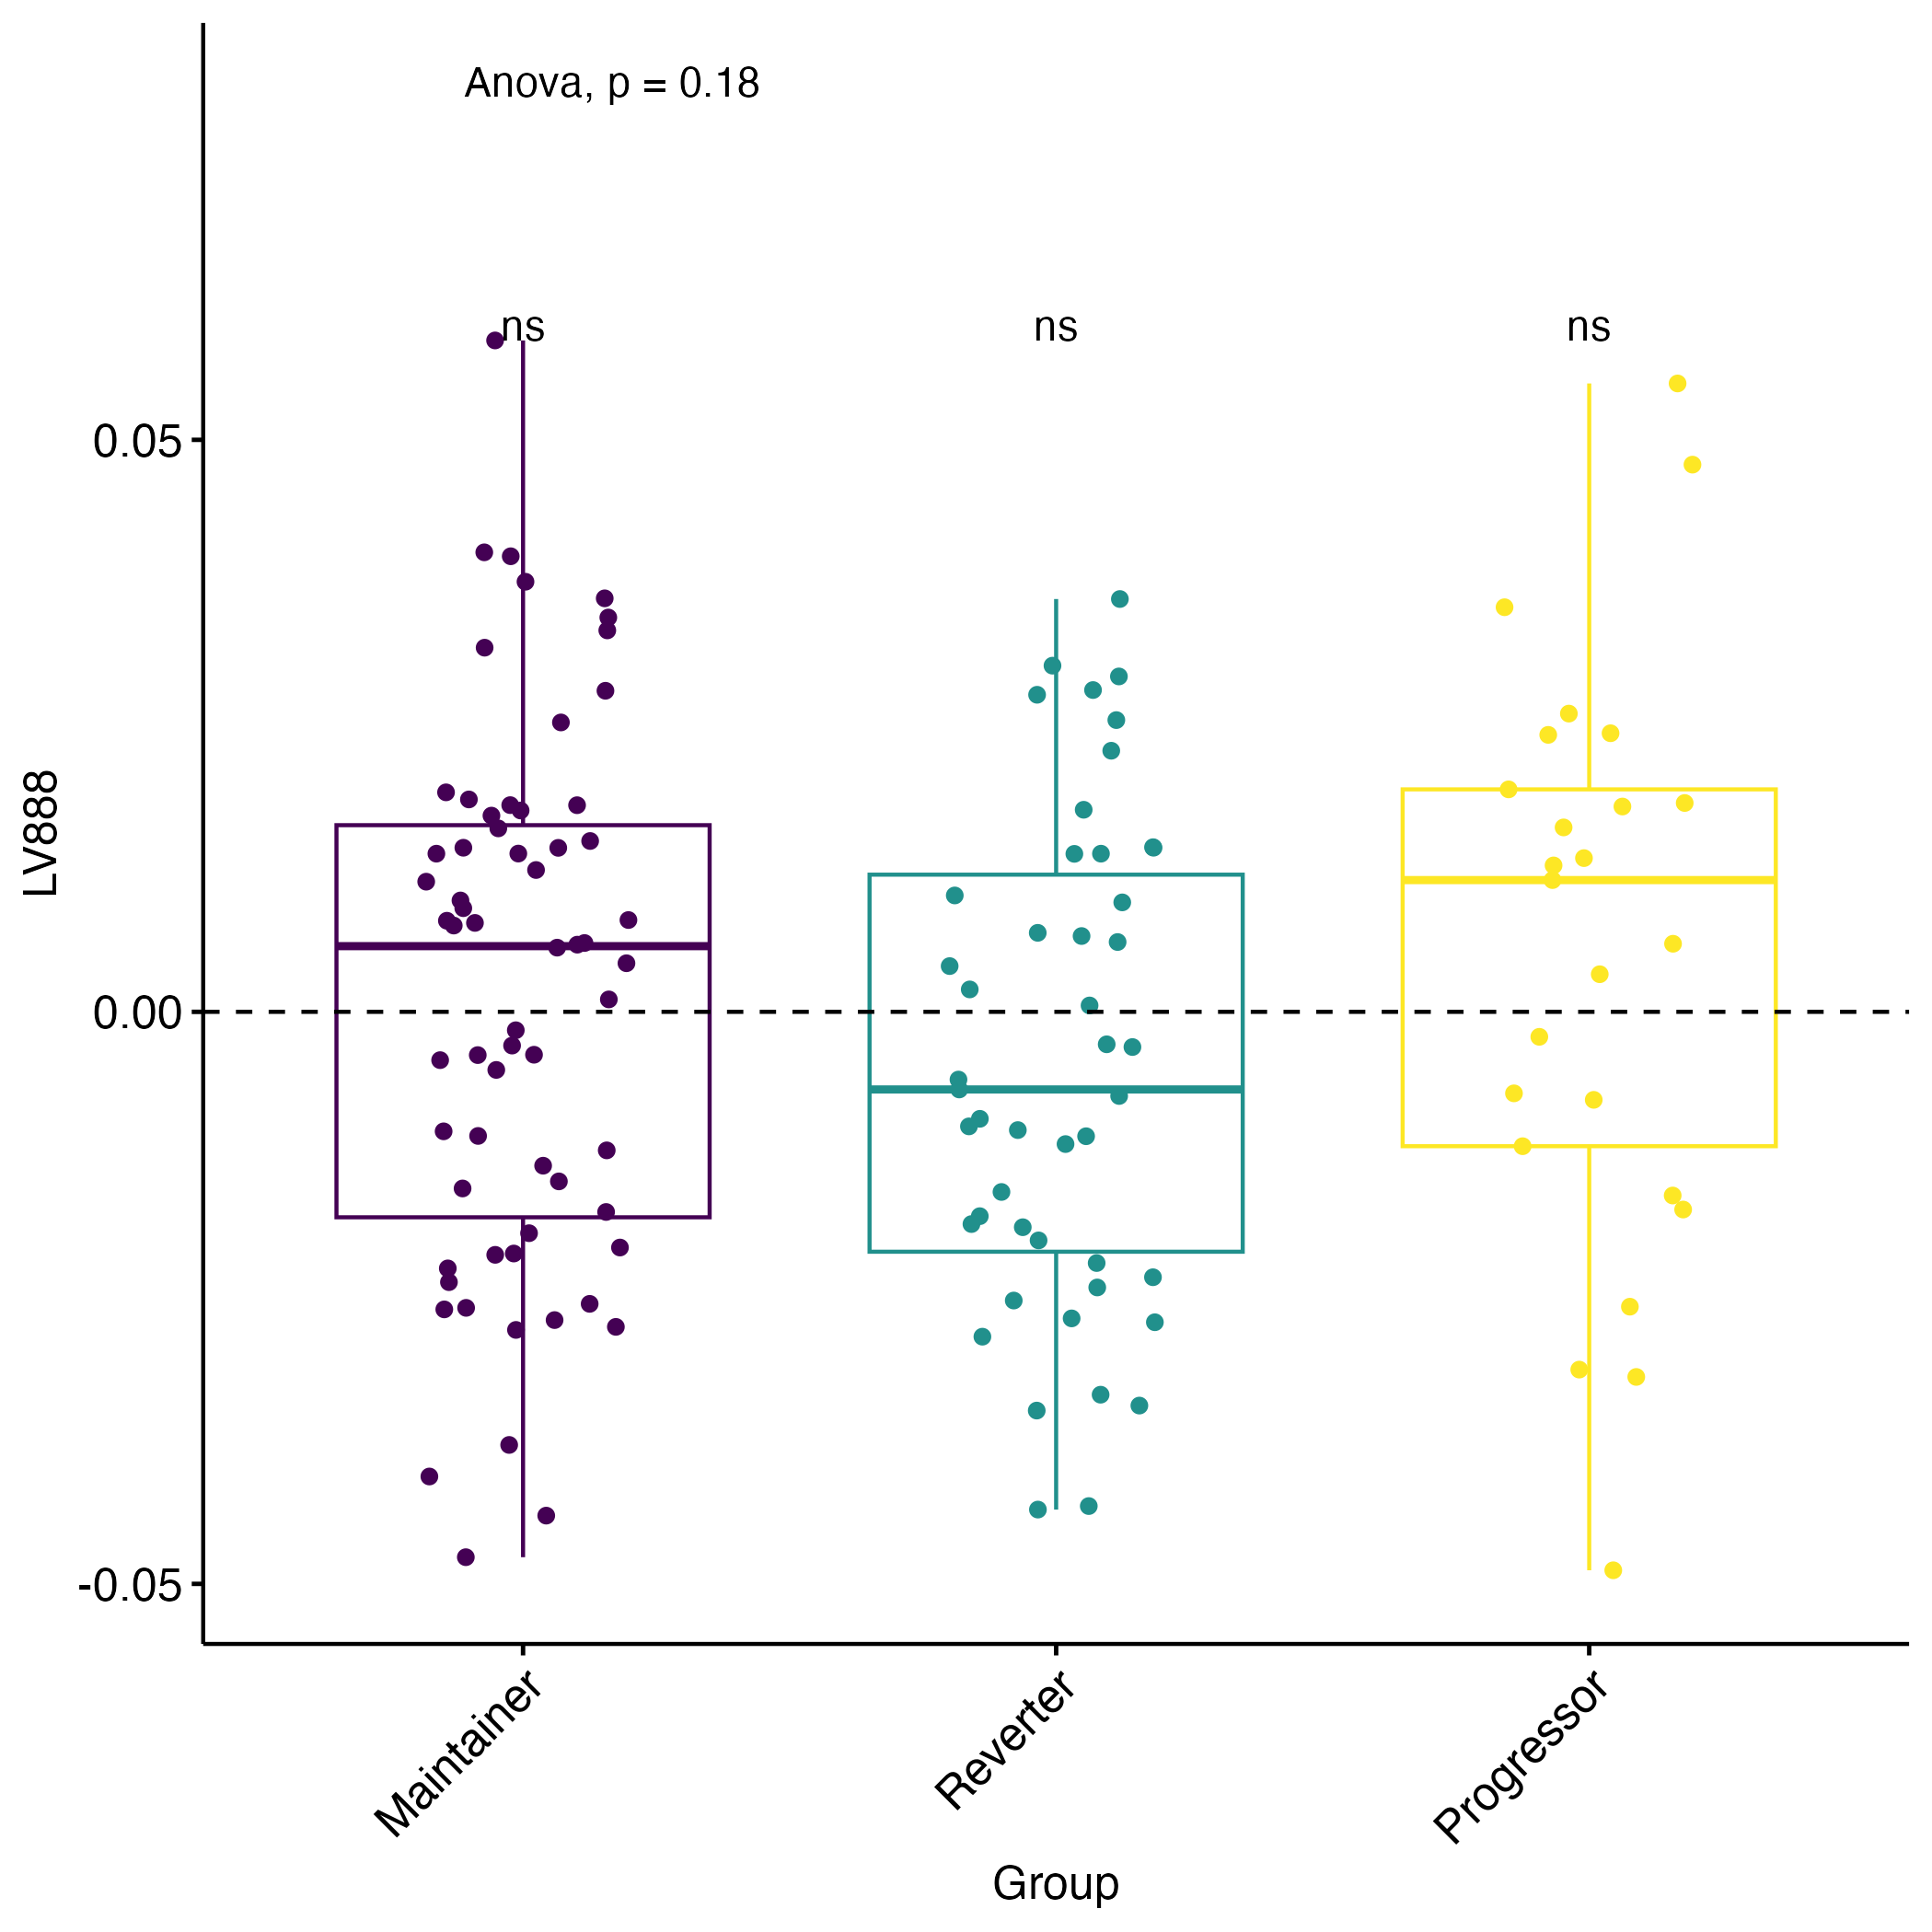 Anova, p = 0.18
ns ns ns
0.05
0.00
-0.05
LV888
Maintainer Reverter Progressor
Group